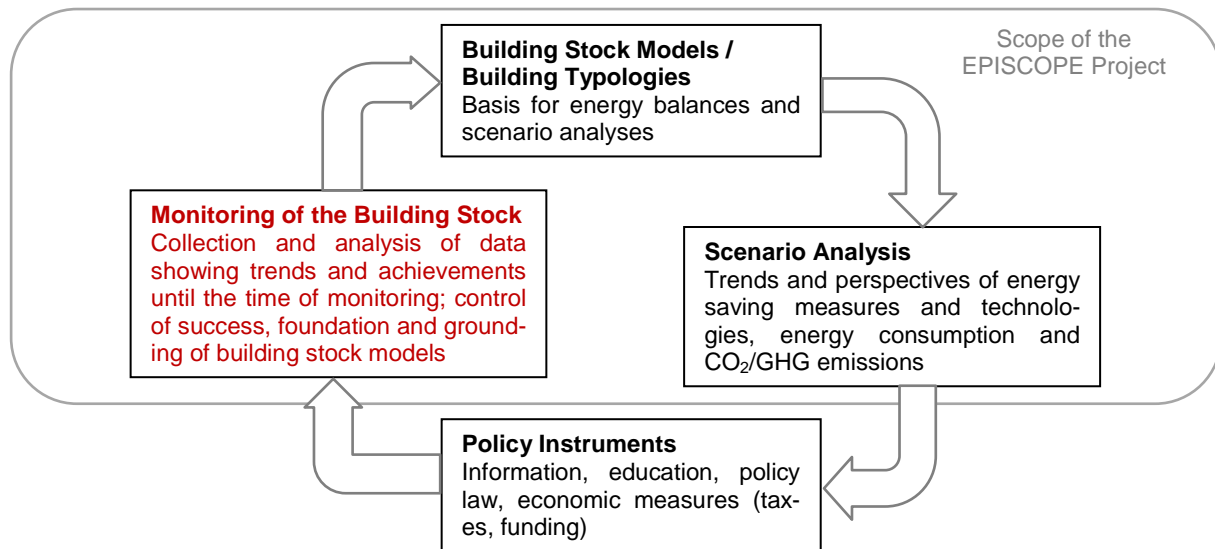 Building Stock Models /
Building Typologies
Basis for energy balances and
scenario analyses
Scope of the
EPISCOPE Project
Monitoring of the Building Stock
Collection and analysis of data
showing trends and achievements
until the time of monitoring; control
of success, foundation and ground-
ing of building stock models
Scenario Analysis
Trends and perspectives of energy
saving measures and technolo-
gies, energy consumption and
CO₂/GHG emissions
Policy Instruments
Information, education, policy
law, economic measures (tax-
es, funding)